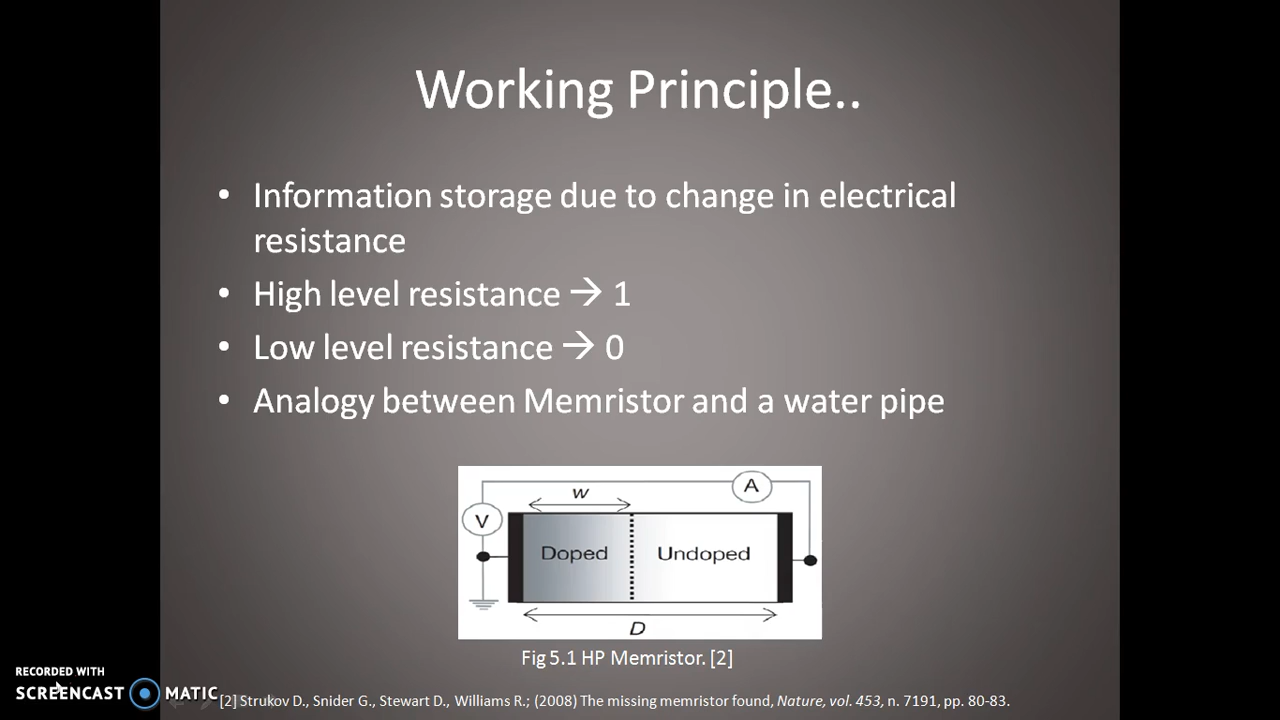 Working Principle..
• Information storage due to change in electrical
resistance
• High level resistance → 1
• Low level resistance → 0
• Analogy between Memristor and a water pipe
A
w
V
Doped Undoped
D
Fig 5.1 HP Memristor. [2]
RECORDED WITH
SCREENCAST MATIC
[2] Strukov D., Snider G., Stewart D., Williams R.; (2008) The missing memristor found, Nature, vol. 453, n. 7191, pp. 80-83.